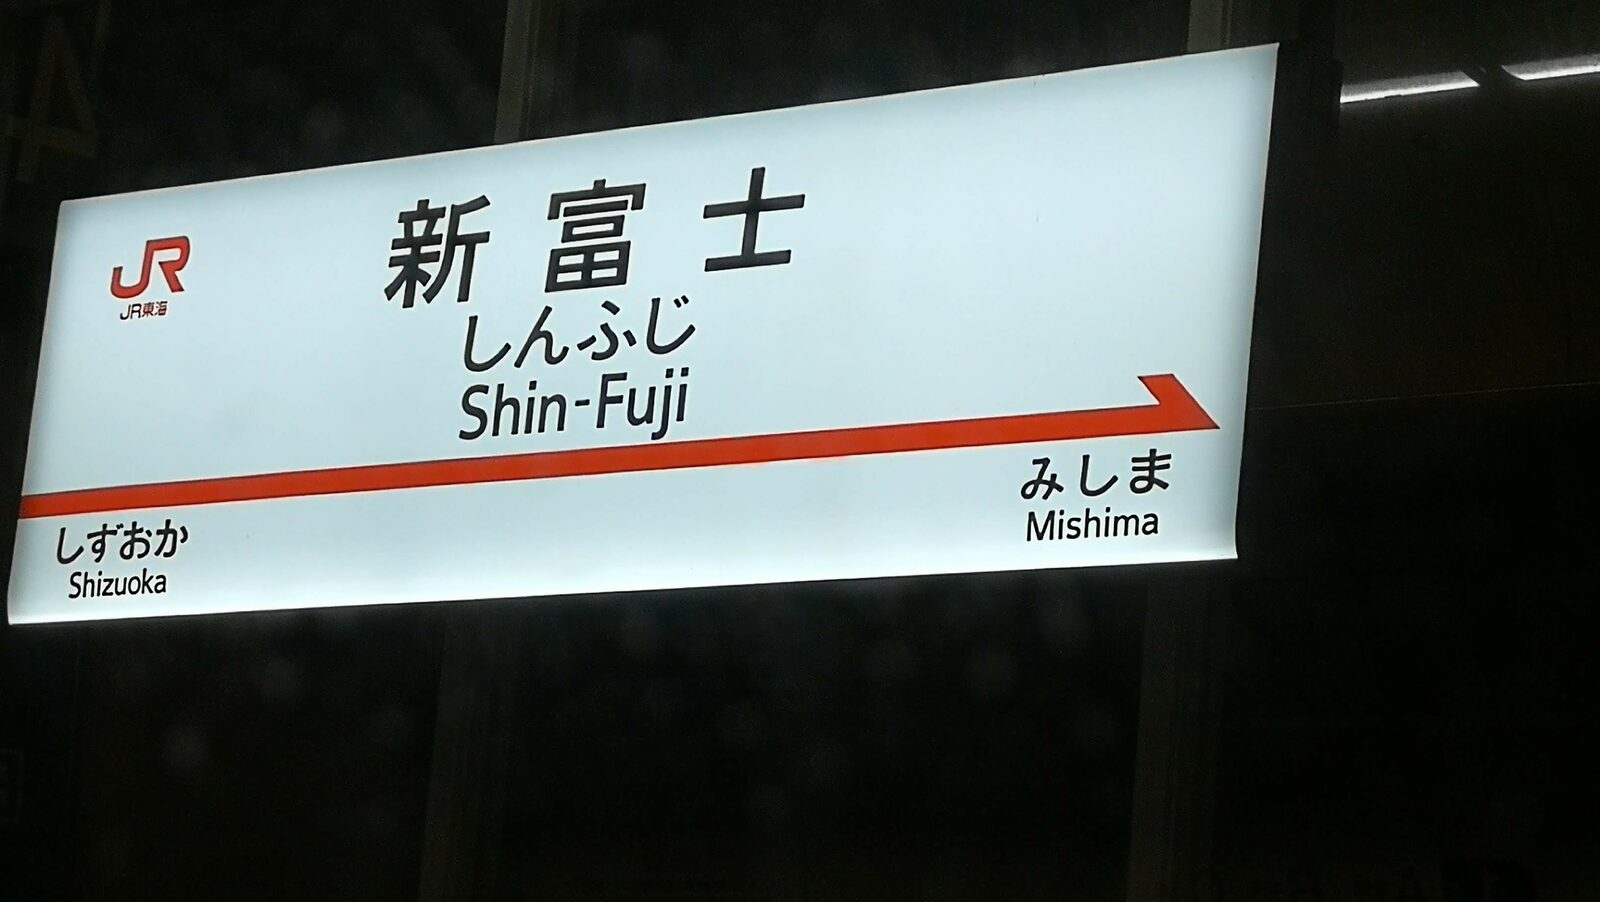 JR
JR東海
新富士
しんふじ
Shin-Fuji
しずおか
Shizuoka
みしま
Mishima